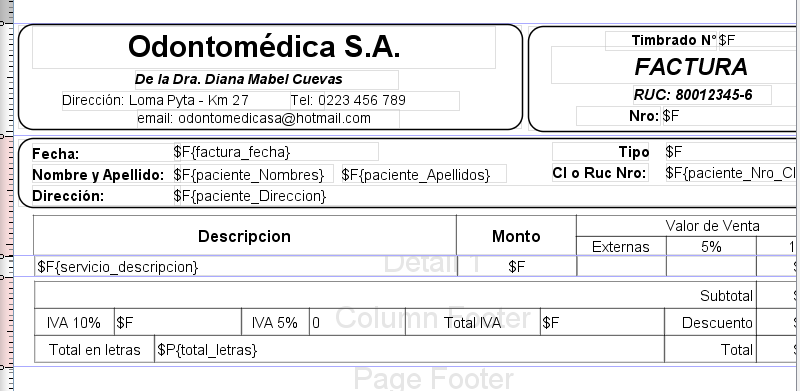 Odontomédica S.A.
De la Dra. Diana Mabel Cuevas
Dirección: Loma Pyta - Km 27 Tel: 0223 456 789
email: odontomedicasa@hotmail.com
Timbrado N° $F
FACTURA
RUC: 80012345-6
Nro: $F
Fecha: $F{factura_fecha} Tipo $F
Nombre y Apellido: $F{paciente_Nombres} $F{paciente_Apellidos} CI o Ruc Nro: $F{paciente_Nro_CI
Dirección: $F{paciente_Direccion}
Descripcion Monto Valor de Venta
Externas 5% 1
$F{servicio_descripcion} Detail 1 $F $
Subtotal $
IVA 10% $F IVA 5% 0 Column Footer Total IVA $F Descuento $
Total en letras $P{total_letras} Total $
Page Footer